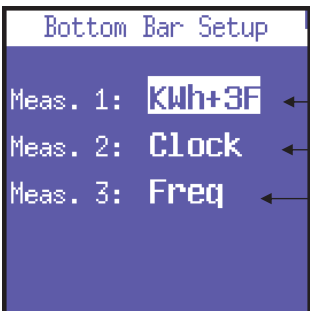 Bottom Bar Setup
Meas. 1: KWh+3F
Meas. 2: Clock
Meas. 3: Freq